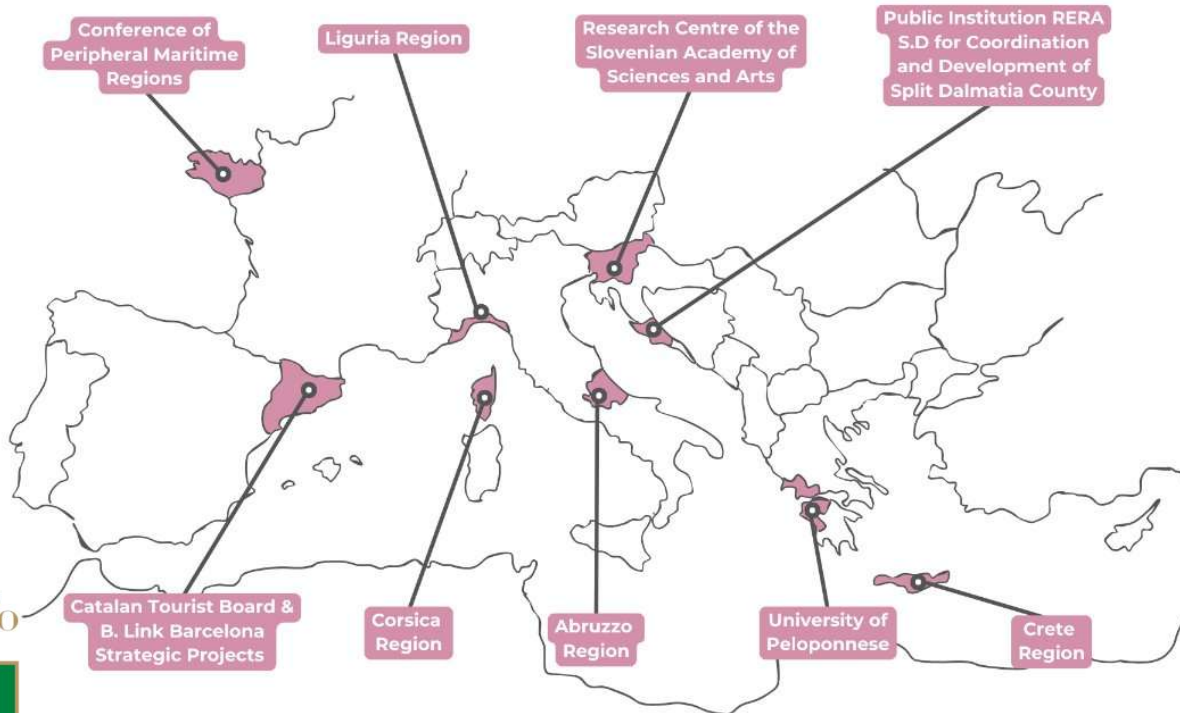 Conference of
Peripheral Maritime
Regions
Liguria Region
Research Centre of the
Slovenian Academy of
Sciences and Arts
Public Institution RERA
S.D for Coordination
and Development of
Split Dalmatia County
Catalan Tourist Board &
B. Link Barcelona
Strategic Projects
Corsica
Region
Abruzzo
Region
University of
Peloponnese
Crete
Region